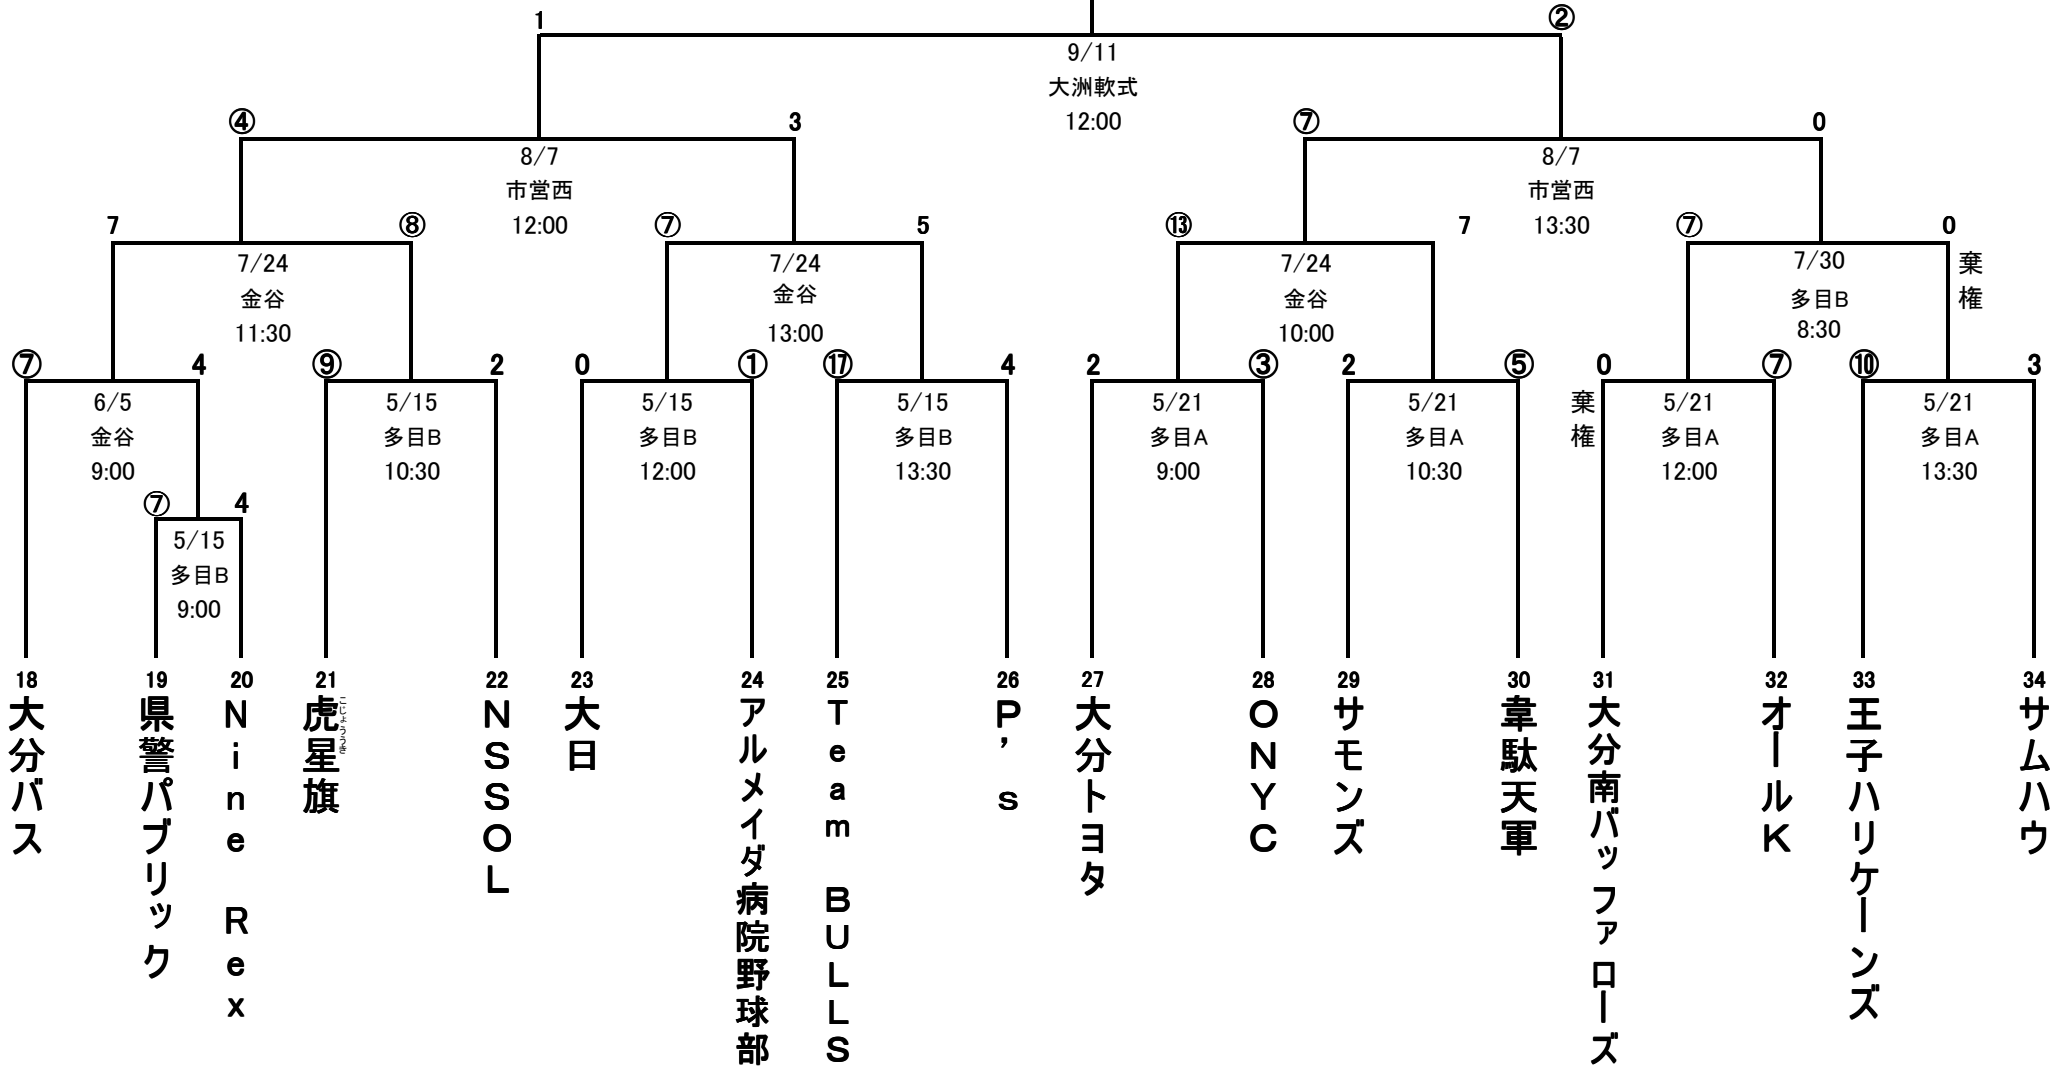 1
②
9/11
大洲軟式
12:00
④
3
⑦
0
8/7
市営西
12:00
8/7
市営西
13:30
7
⑧
⑦
5
⑬
7
⑦
0
7/24
金谷
11:30
7/24
金谷
13:00
7/24
金谷
10:00
7/30
多目B
8:30
棄権
⑦
4
⑨
2
0
①
⑰
4
2
③
2
⑤
0
⑦
⑩
3
6/5
金谷
9:00
5/15
多目B
10:30
5/15
多目B
12:00
5/15
多目B
13:30
5/21
多目A
9:00
5/21
多目A
10:30
棄権
5/21
多目A
12:00
5/21
多目A
13:30
⑦
4
5/15
多目B
9:00
18
大分バス
19
県警パブリック
20
Nine Rex
21
虎星旗
こじょうき
22
NSSOL
23
大日
24
アルメイダ病院野球部
25
Team BULLS
26
P’s
27
大分トヨタ
28
ONYC
29
サモンズ
30
韋駄天軍
31
大分南バッファローズ
32
オールK
33
王子ハリケーンズ
34
サムハウ